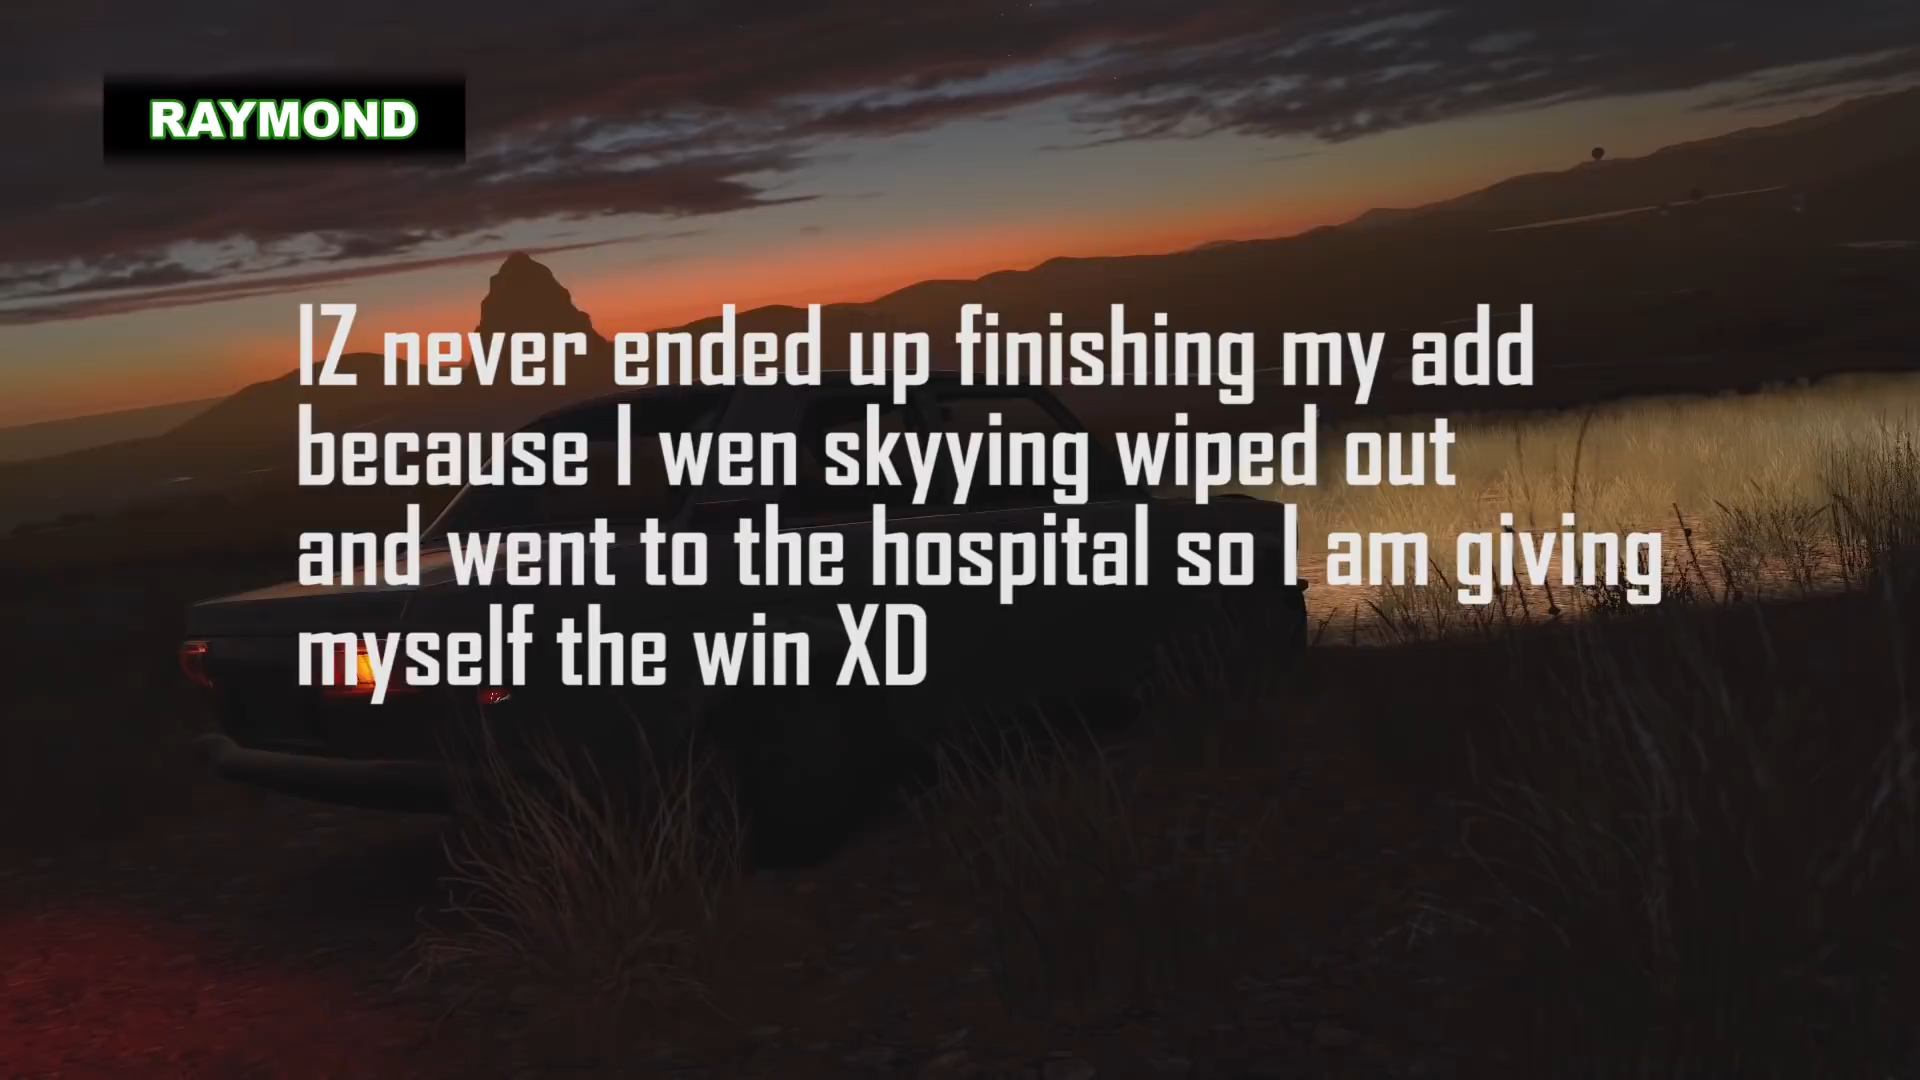 RAYMOND
IZ never ended up finishing my add
because I wen skyying wiped out
and went to the hospital so I am giving
myself the win XD